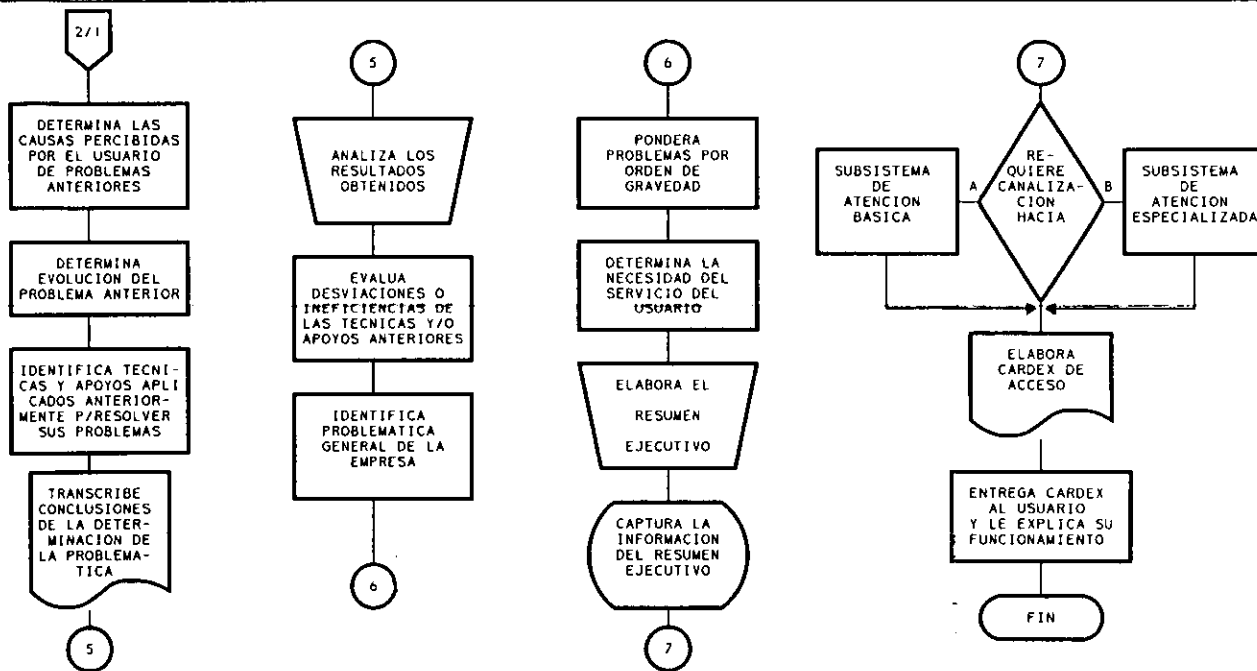 2/1
DETERMINA LAS
CAUSAS PERCIBIDAS
POR EL USUARIO
DE PROBLEMAS
ANTERIORES
DETERMINA
EVOLUCION DEL
PROBLEMA ANTERIOR
IDENTIFICA TECNI-
CAS Y APOYOS APLI
CADOS ANTERIOR-
MENTE P/RESOLVER
SUS PROBLEMAS
TRANSCRIBE
CONCLUSIONES
DE LA DETER-
MINACION DE
LA PROBLEMA-
TICA
5
5
ANALIZA LOS
RESULTADOS
OBTENIDOS
EVALUA
DESVIACIONES O
INEFICIENCIAS DE
LAS TECNICAS Y/O
APOYOS ANTERIORES
IDENTIFICA
PROBLEMATICA
GENERAL DE LA
EMPRESA
6
6
PONDERA
PROBLEMAS POR
ORDEN DE
GRAVEDAD
DETERMINA LA
NECESIDAD DEL
SERVICIO DEL
USUARIO
ELABORA EL
RESUMEN
EJECUTIVO
CAPTURA LA
INFORMACION
DEL RESUMEN
EJECUTIVO
7
7
RE-
QUIERE
CANALIZA-
CION
HACIA
A
SUBSISTEMA
DE
ATENCION
BASICA
B
SUBSISTEMA
DE
ATENCION
ESPECIALIZADA
ELABORA
CARDEX DE
ACCESO
ENTREGA CARDEX
AL USUARIO
Y LE EXPLICA SU
FUNCIONAMIENTO
FIN